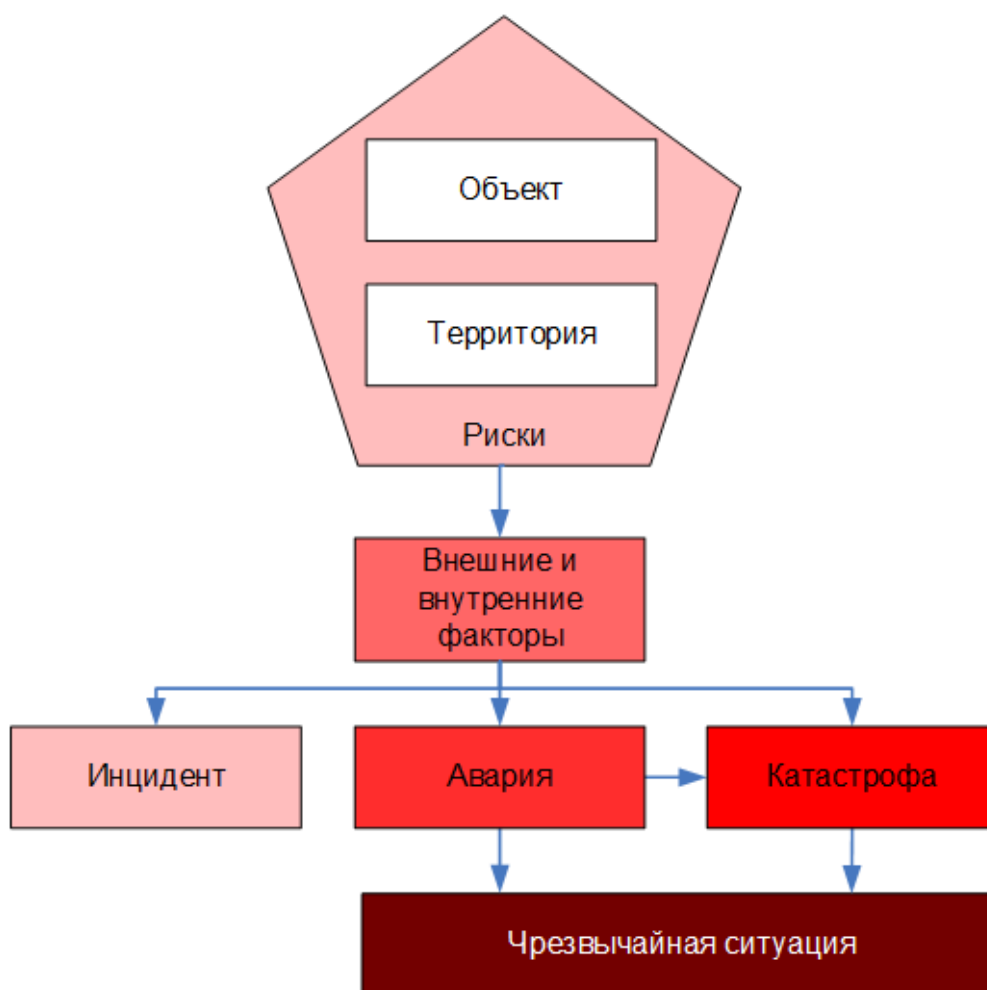 Объект
Территория
Риски
Внешние и
внутренние
факторы
Инцидент
Авария
Катастрофа
Чрезвычайная ситуация